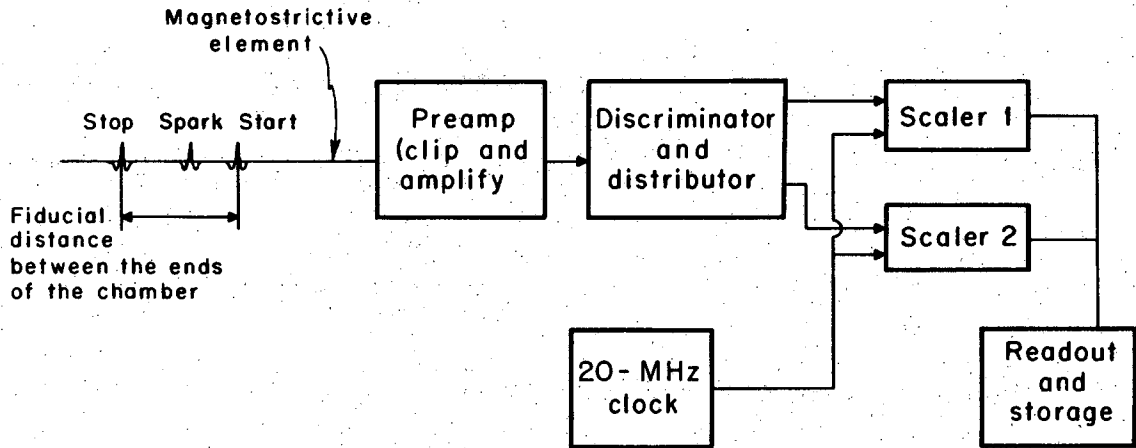 Magnetostrictive
element
Stop Spark Start
Fiducial
distance
between the ends
of the chamber
Preamp
(clip and
amplify
Discriminator
and
distributor
Scaler 1
Scaler 2
20-MHz
clock
Readout
and
storage